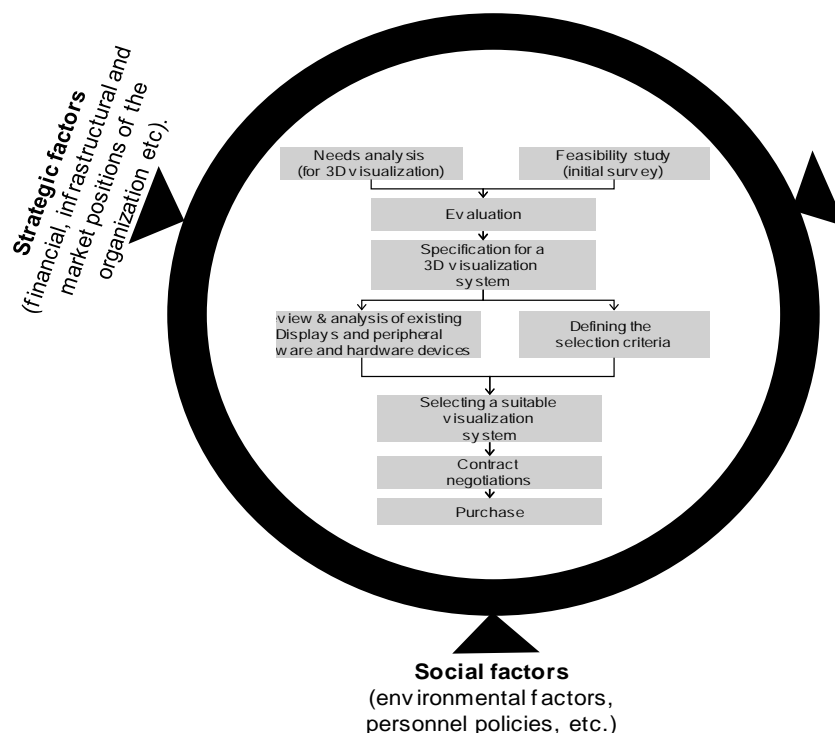 Strategic factors
(financial, infrastructural and
market positions of the
organization etc).
Needs analysis
(for 3D visualization)
Feasibility study
(initial survey)
Evaluation
Specification for a
3D visualization
system
view & analysis of existing
Displays and peripheral
ware and hardware devices
Defining the
selection criteria
Selecting a suitable
visualization
system
Contract
negotiations
Purchase
Social factors
(environmental factors,
personnel policies, etc.)